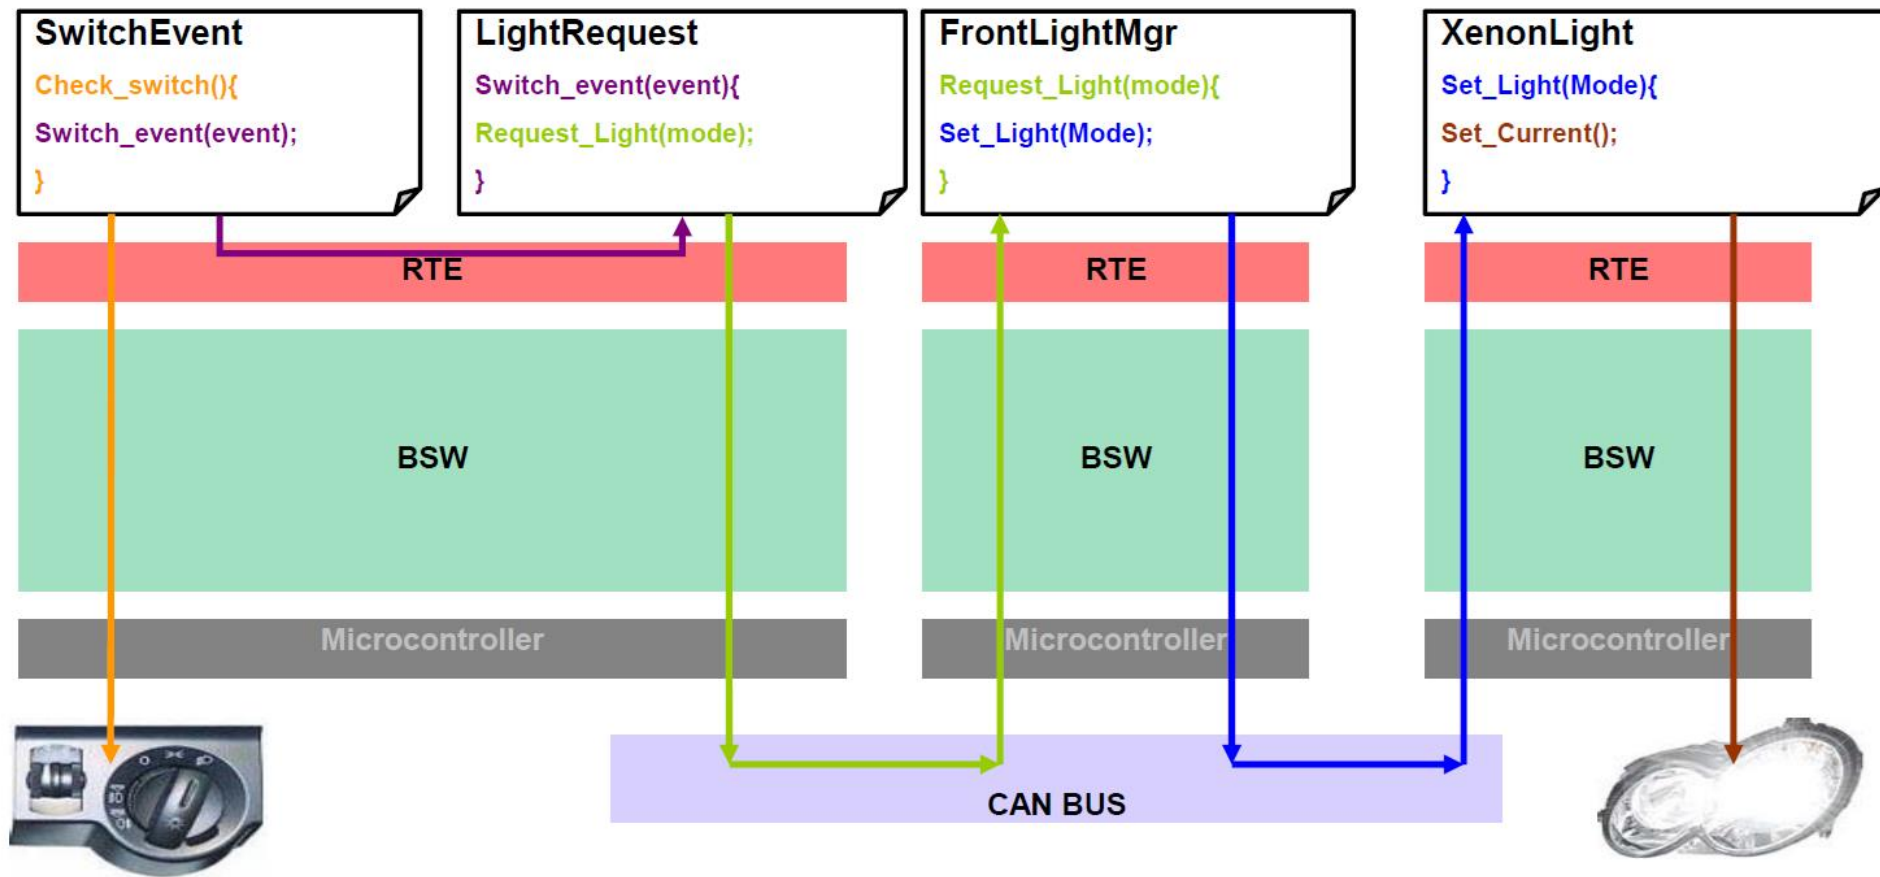 SwitchEvent
Check_switch(){
Switch_event(event);
}
LightRequest
Switch_event(event){
Request_Light(mode);
}
FrontLightMgr
Request_Light(mode){
Set_Light(Mode);
}
XenonLight
Set_Light(Mode){
Set_Current();
}
RTE
RTE
RTE
BSW
BSW
BSW
Microcontroller
Microcontroller
Microcontroller
CAN BUS